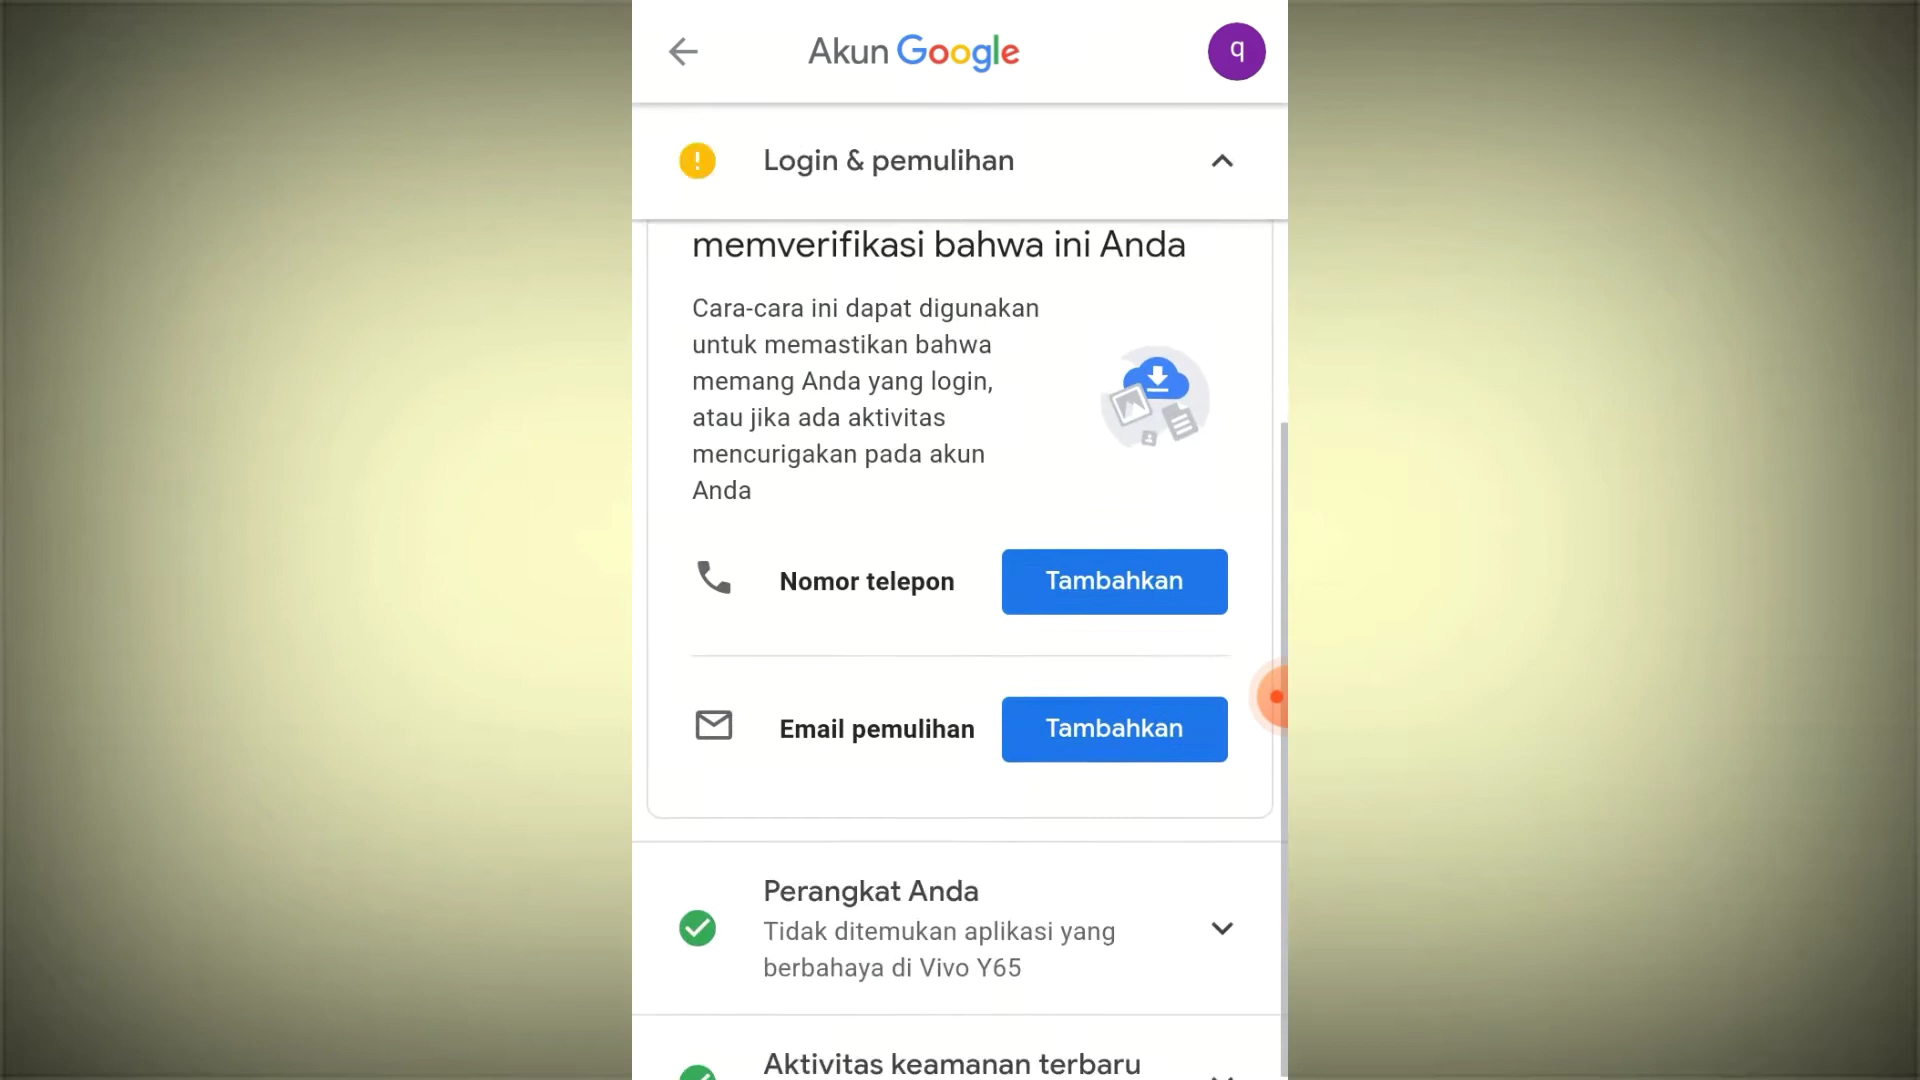 Akun Google
q
Login & pemulihan
memverifikasi bahwa ini Anda
Cara-cara ini dapat digunakan
untuk memastikan bahwa
memang Anda yang login,
atau jika ada aktivitas
mencurigakan pada akun
Anda
Nomor telepon
Tambahkan
Email pemulihan
Tambahkan
Perangkat Anda
Tidak ditemukan aplikasi yang
berbahaya di Vivo Y65
Aktivitas keamanan terbaru